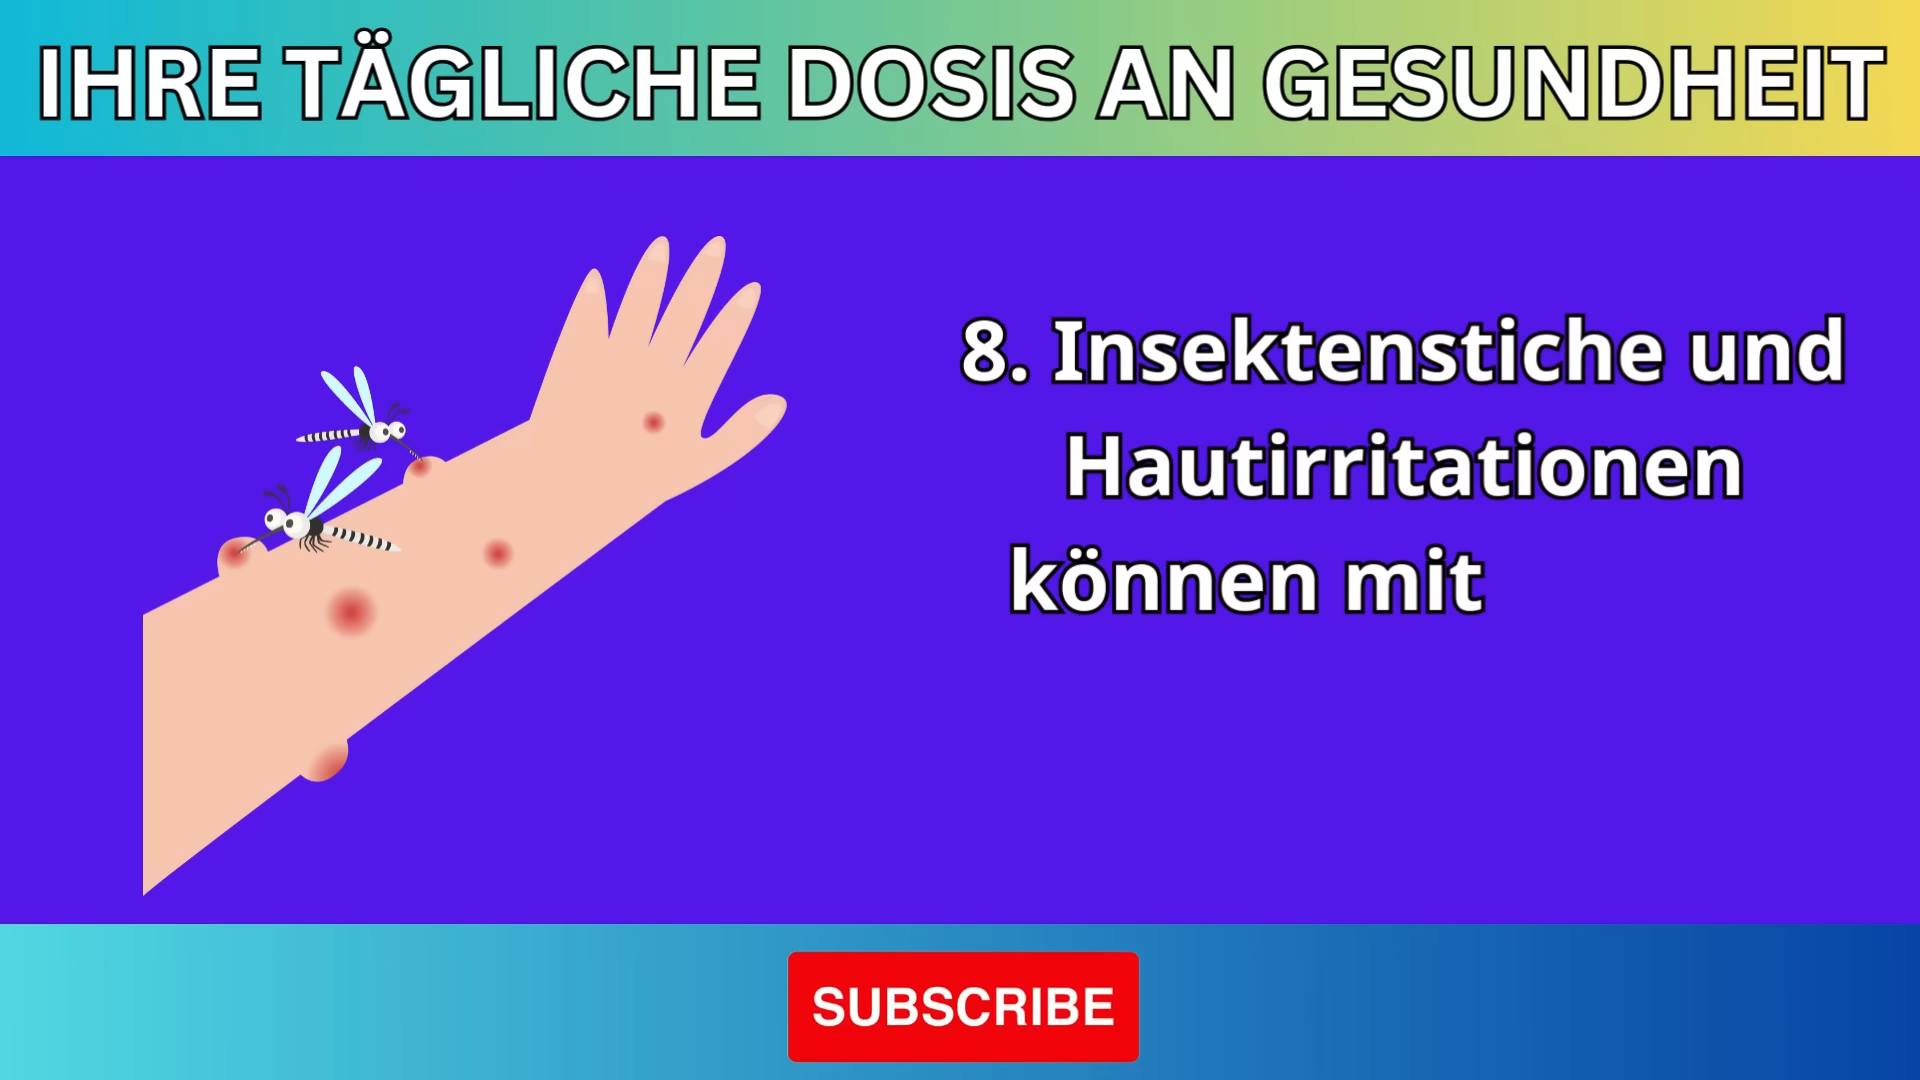 IHRE TÄGLICHE DOSIS AN GESUNDHEIT
8. Insektenstiche und
Hautirritationen
können mit
SUBSCRIBE